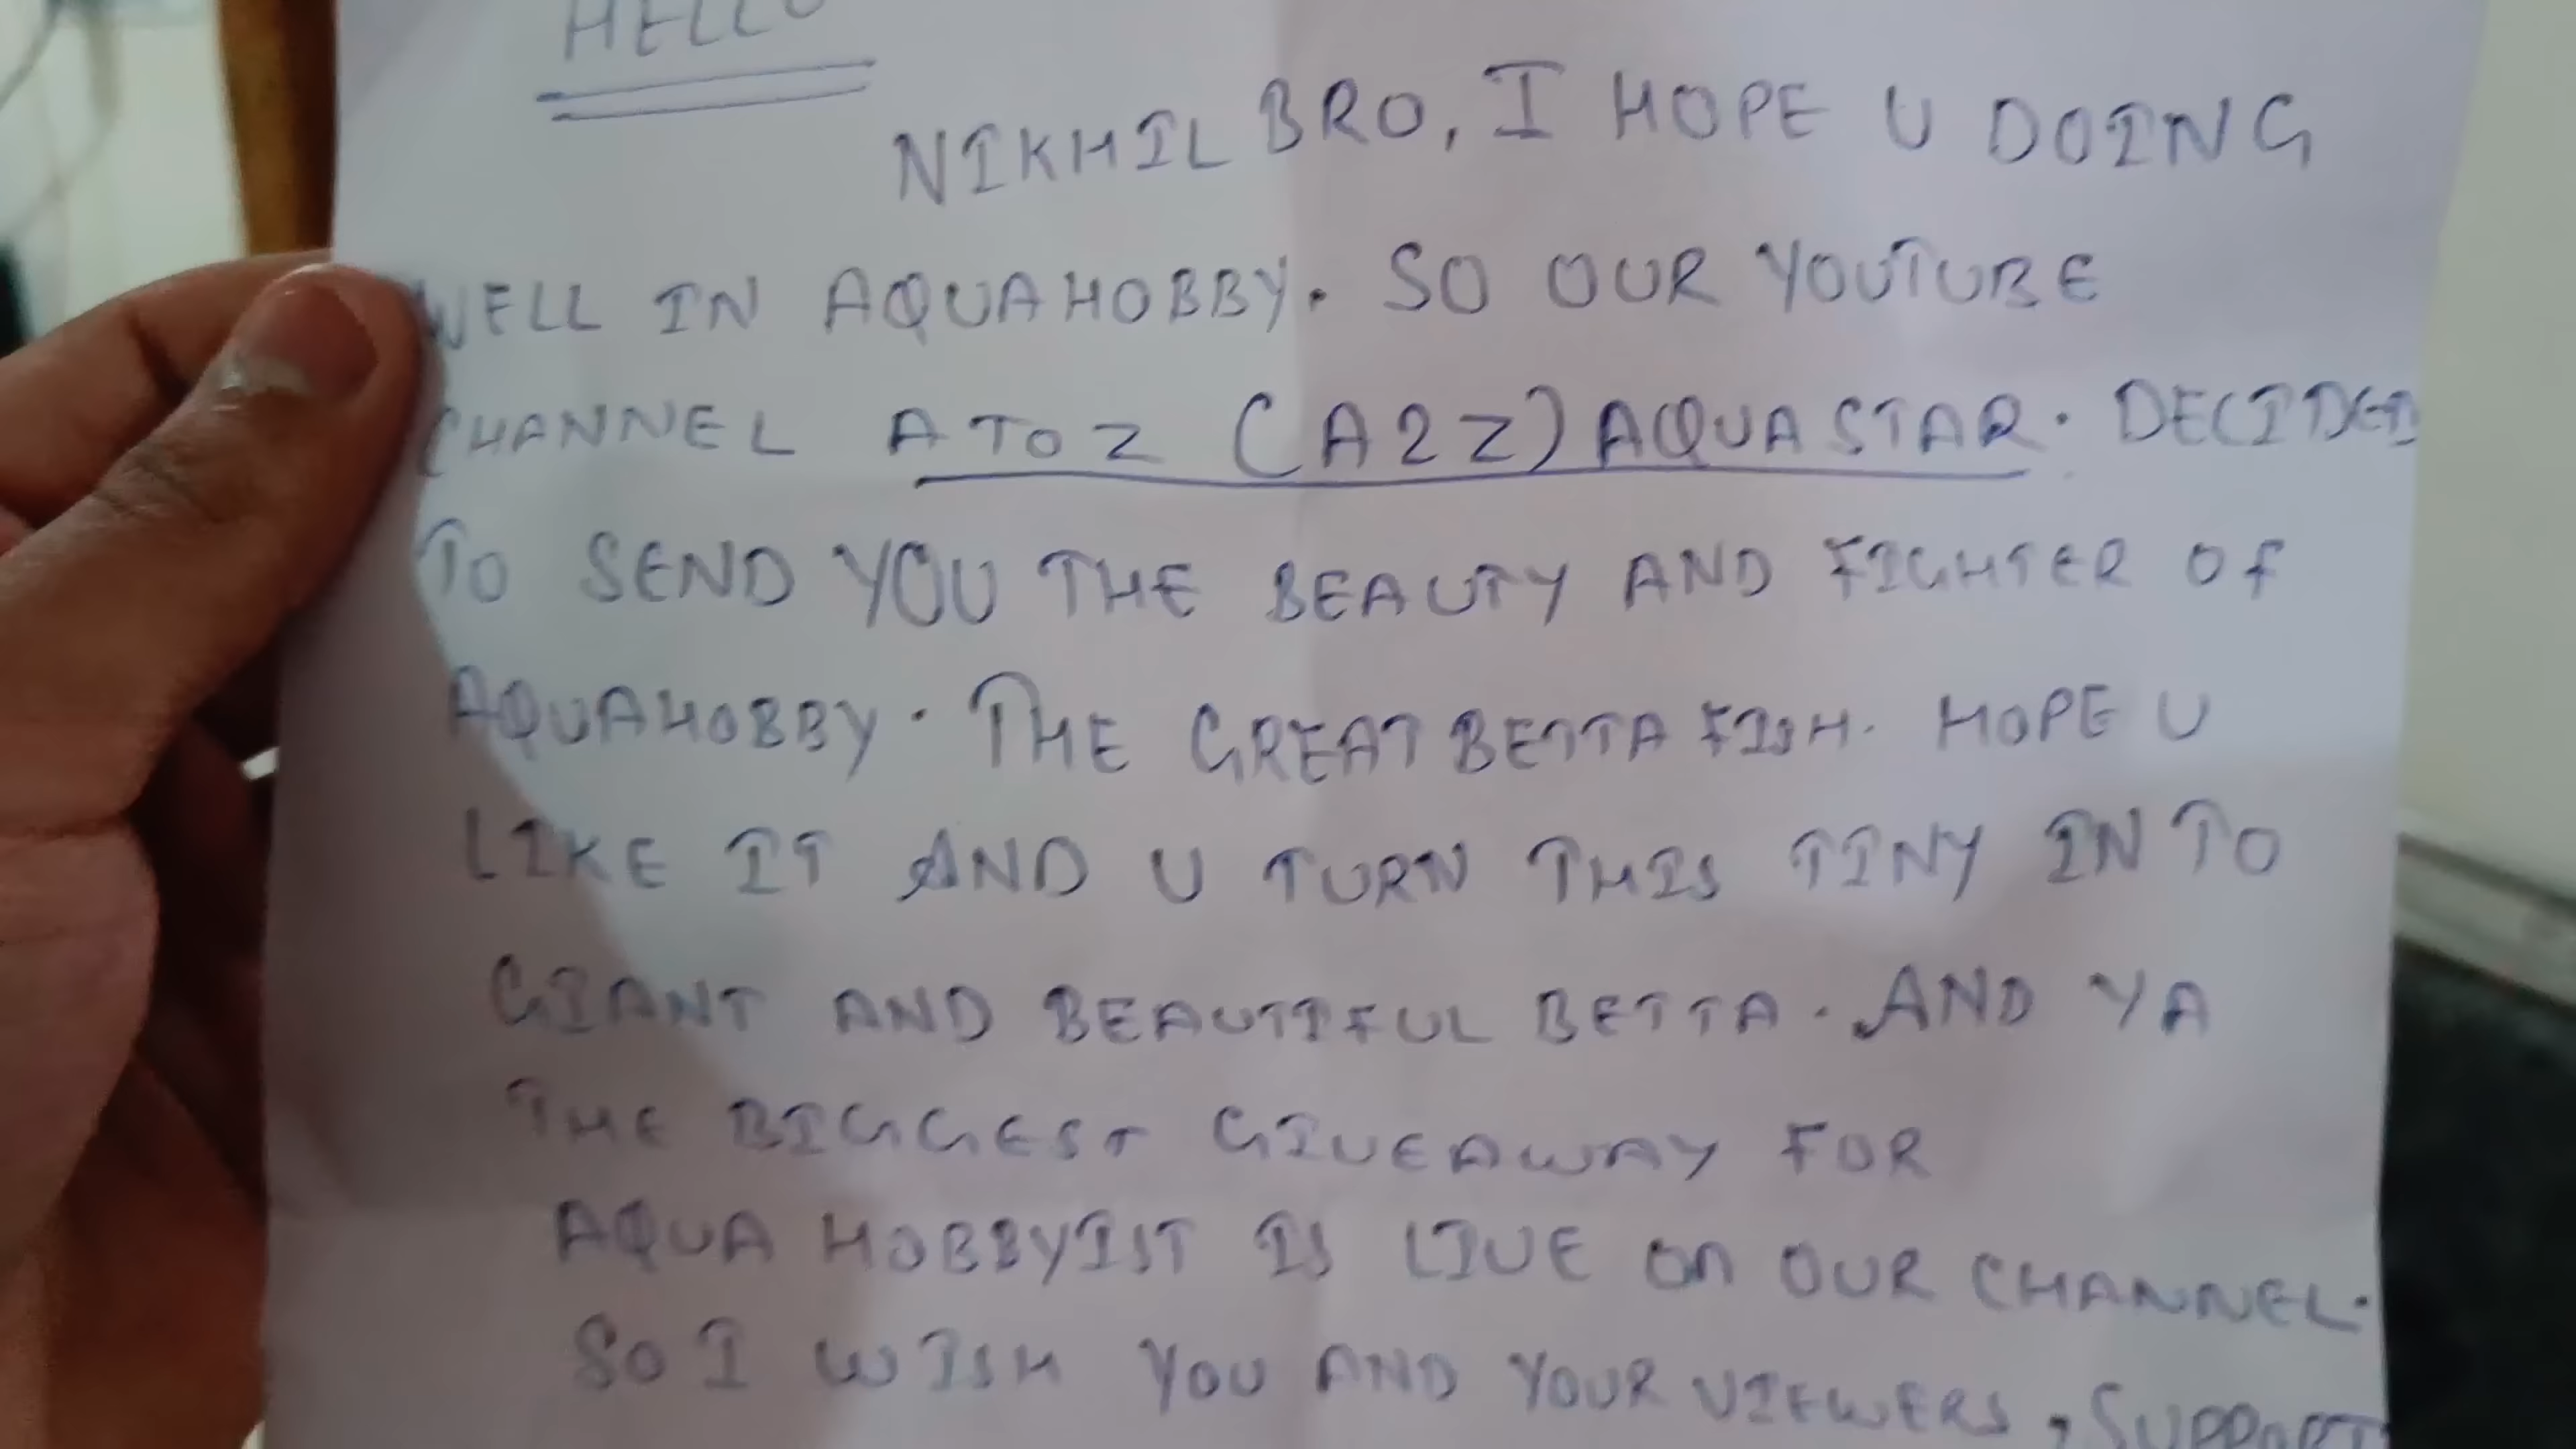 HELLO
NIKHIL BRO, I HOPE U DOING
WELL IN AQUAHOBBY. SO OUR YOUTUBE
CHANNEL A TO Z (A2Z) AQUA STAR. DECIDED
TO SEND YOU THE BEAUTY AND FIGHTER OF
AQUAHOBBY. THE GREAT BETTA FISH. HOPE U
LIKE IT AND U TURN THIS TINY IN TO
GIANT AND BEAUTIFUL BETTA. AND YA
THE BIGGEST GIVEAWAY FOR
AQUA HOBBYIST IS LIVE On OUR CHANNEL.
SO I WISH YOU AND YOUR VIEWERS, SUPPORT